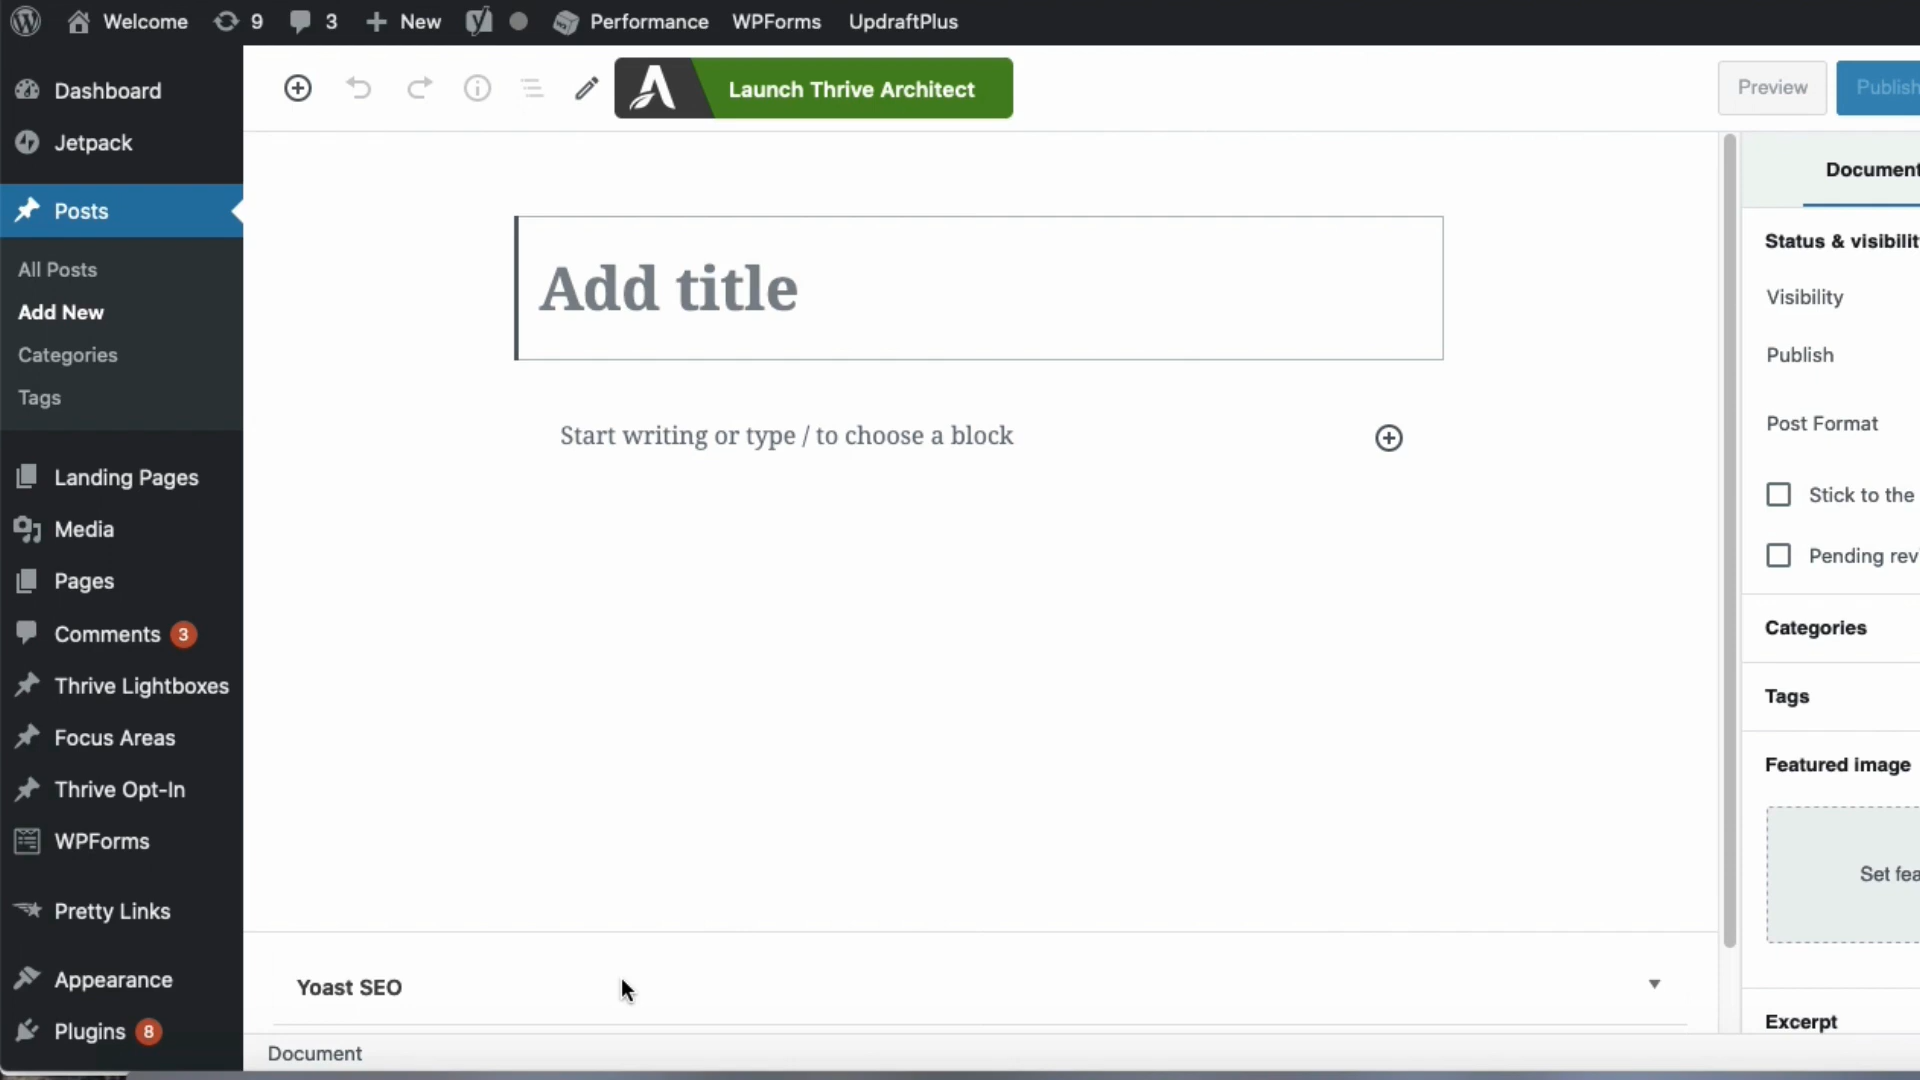 Welcome 9 3 New Performance WPForms UpdraftPlus
Dashboard
Jetpack
Posts
All Posts
Add New
Categories
Tags
Landing Pages
Media
Pages
Comments 3
Thrive Lightboxes
Focus Areas
Thrive Opt-In
WPForms
Pretty Links
Appearance
Plugins 8
Launch Thrive Architect
Preview
Publish
Add title
Start writing or type / to choose a block
Yoast SEO
Document
Document
Status & visibilit
Visibility
Publish
Post Format
Stick to the
Pending rev
Categories
Tags
Featured image
Set fea
Excerpt